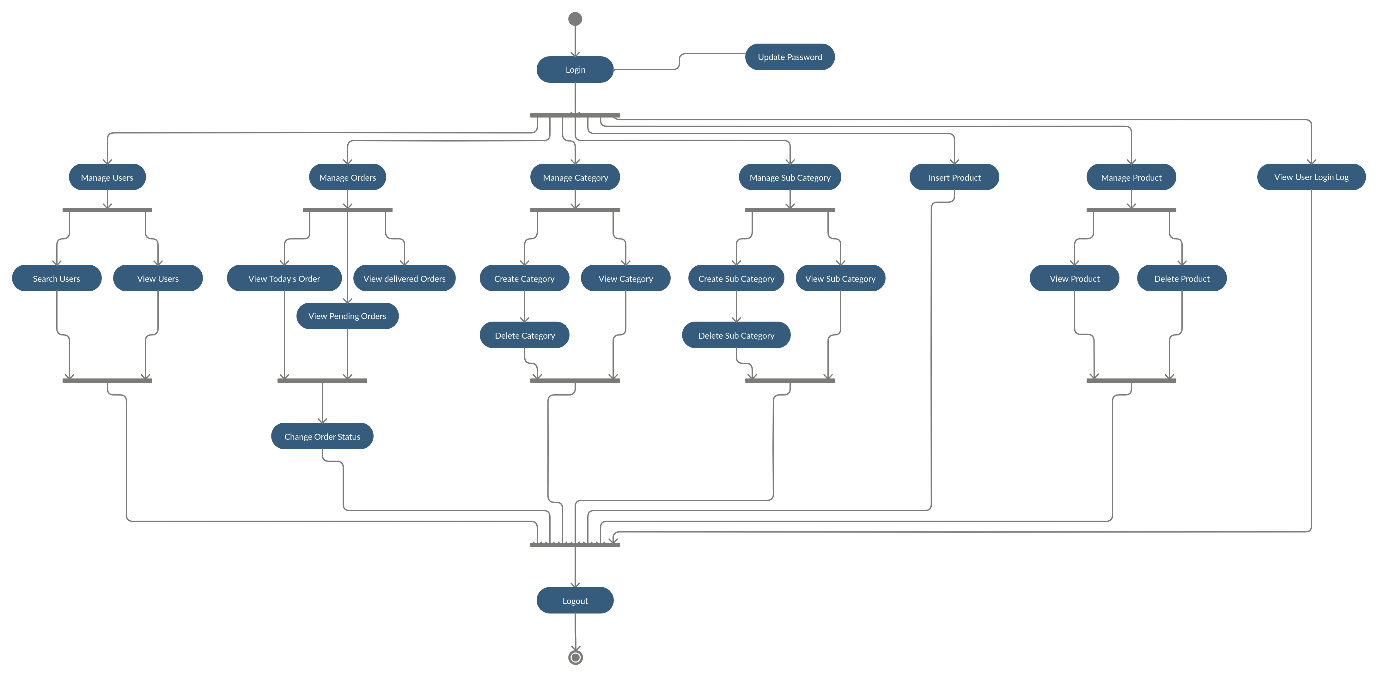 Login
Update Password
Manage Users
Manage Orders
Manage Category
Manage Sub Category
Insert Product
Manage Product
View User Login Log
Search Users
View Users
View Today's Order
View delivered Orders
Create Category
View Category
Create Sub Category
View Sub Category
View Product
Delete Product
View Pending Orders
Delete Category
Delete Sub Category
Change Order Status
Logout